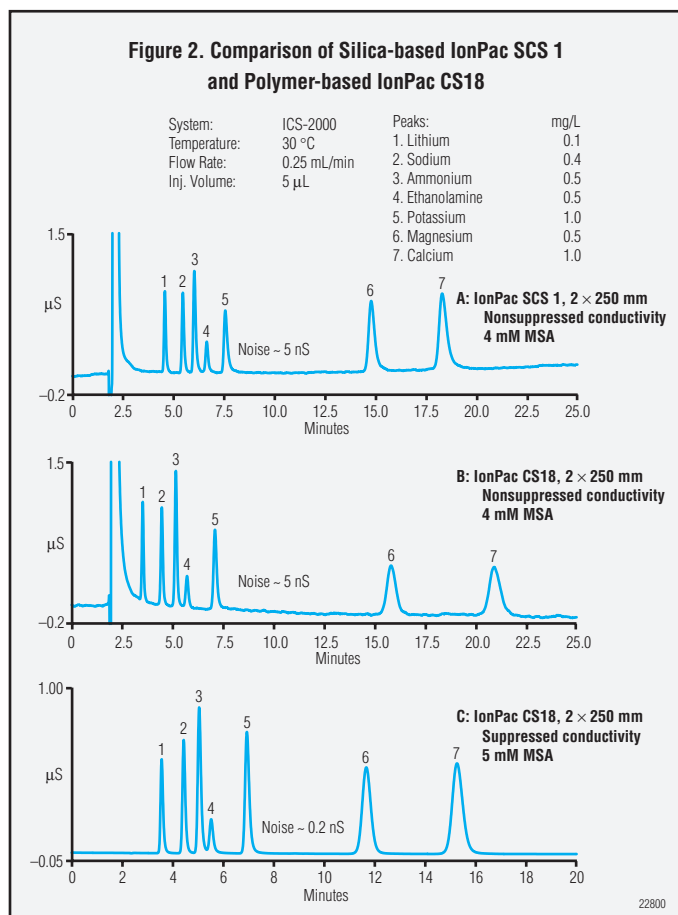 Figure 2. Comparison of Silica-based IonPac SCS 1
and Polymer-based IonPac CS18
System: ICS-2000
Temperature: 30 °C
Flow Rate: 0.25 mL/min
Inj. Volume: 5 µL
Peaks: mg/L
1. Lithium 0.1
2. Sodium 0.4
3. Ammonium 0.5
4. Ethanolamine 0.5
5. Potassium 1.0
6. Magnesium 0.5
7. Calcium 1.0
1.5
µS
–0.2
1 2 3 4 5 6 7
Noise ~ 5 nS
A: IonPac SCS 1, 2 × 250 mm
Nonsuppressed conductivity
4 mM MSA
0 2.5 5.0 7.5 10.0 12.5 15.0 17.5 20.0 22.5 25.0
Minutes
1.5
µS
–0.2
1 2 3 4 5 6 7
Noise ~ 5 nS
B: IonPac CS18, 2 × 250 mm
Nonsuppressed conductivity
4 mM MSA
0 2.5 5.0 7.5 10.0 12.5 15.0 17.5 20.0 22.5 25.0
Minutes
1.00
µS
–0.05
1 2 3 4 5 6 7
Noise ~ 0.2 nS
C: IonPac CS18, 2 × 250 mm
Suppressed conductivity
5 mM MSA
0 2 4 6 8 10 12 14 16 18 20
Minutes
22800